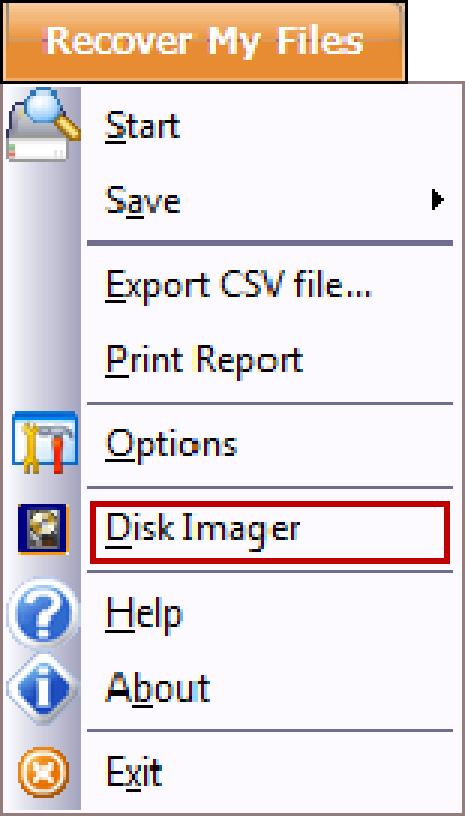 Recover My Files
Start
Save
Export CSV file...
Print Report
Options
Disk Imager
Help
About
Exit